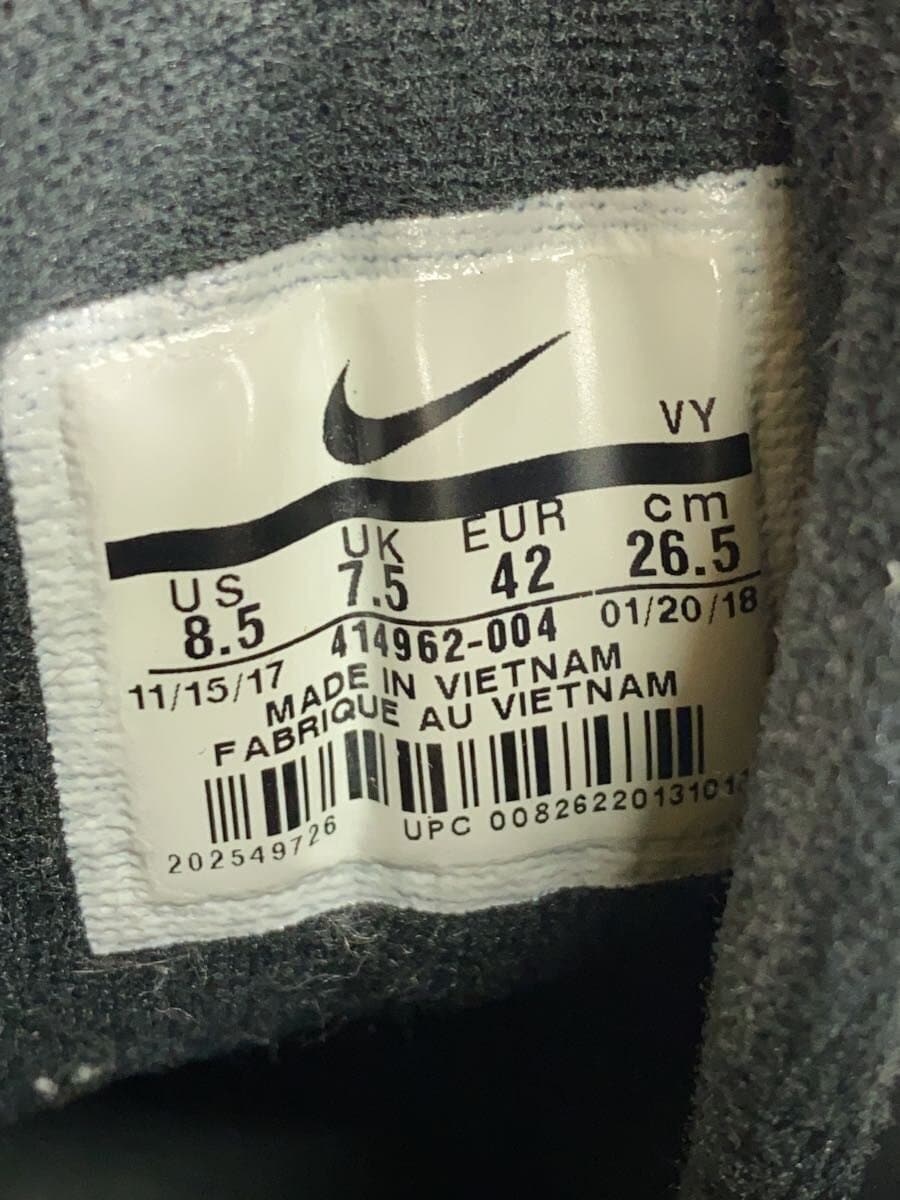 VY
US UK EUR cm
8.5 7.5 42 26.5
11/15/17 414962-004 01/20/18
MADE IN VIETNAM
FABRIQUE AU VIETNAM
202549726 UPC 00826220131013